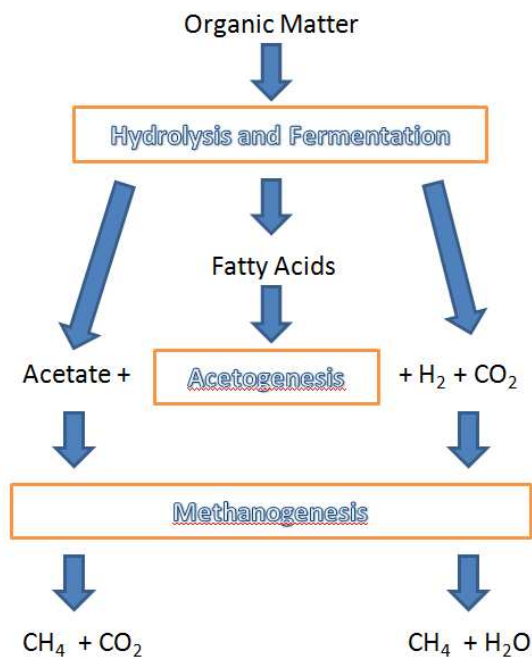 Organic Matter
Hydrolysis and Fermentation
Fatty Acids
Acetate + Acetogenesis + H₂ + CO₂
Methanogenesis
CH₄ + CO₂ CH₄ + H₂O